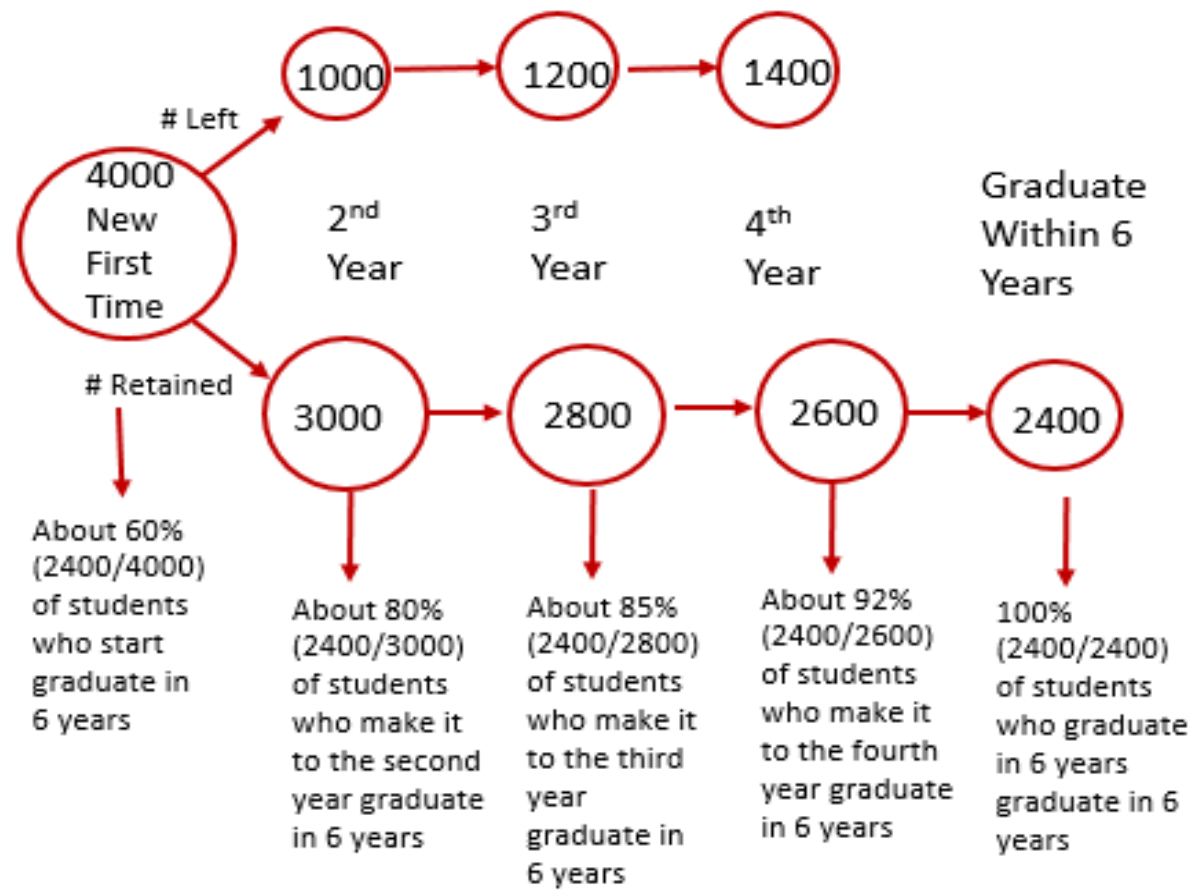 1000
1200
1400
# Left
4000
New
First
Time
2nd
Year
3rd
Year
4th
Year
Graduate
Within 6
Years
# Retained
3000
2800
2600
2400
About 60%
(2400/4000)
of students
who start
graduate in
6 years
About 80%
(2400/3000)
of students
who make it
to the second
year graduate
in 6 years
About 85%
(2400/2800)
of students
who make it
to the third
year
graduate in
6 years
About 92%
(2400/2600)
of students
who make it
to the fourth
year graduate
in 6 years
100%
(2400/2400)
of students
who graduate
in 6 years
graduate in 6
years